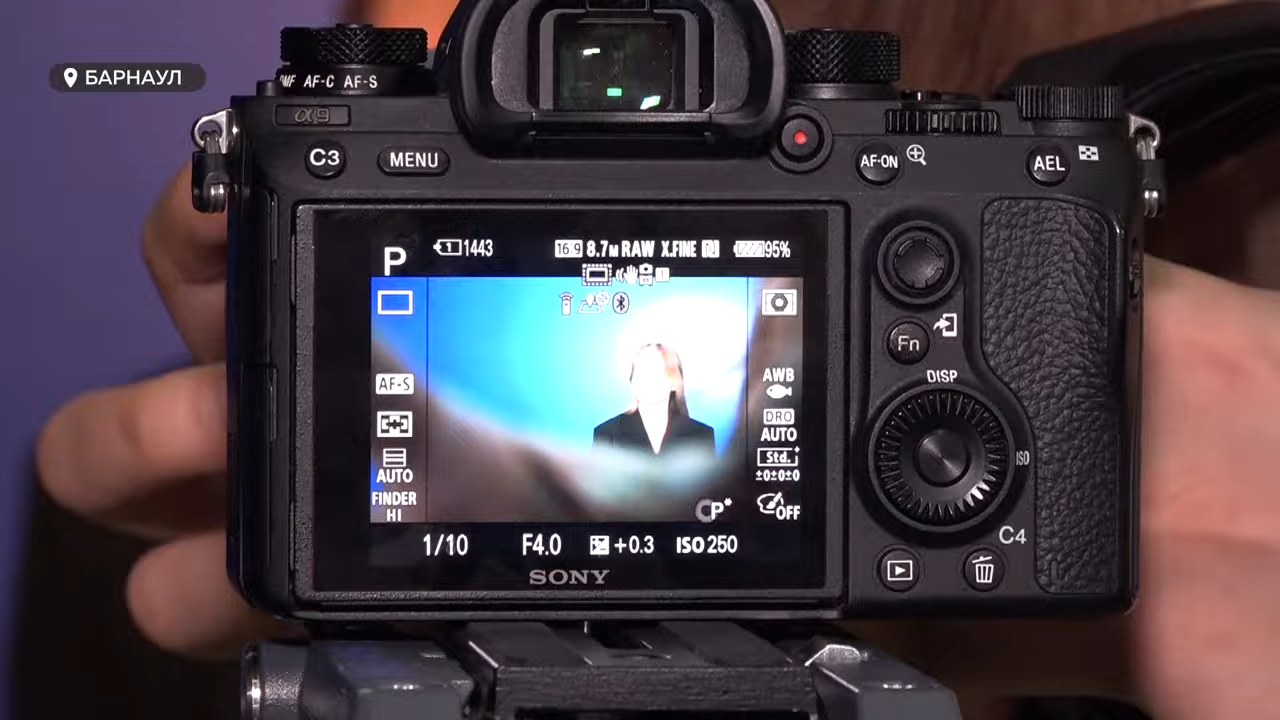 БАРНАУЛ
AF-C AF-S
α9
C3
MENU
AF-ON
AEL
P
1 1443
16:9 8.7M RAW X.FINE
95%
AF-S
AWB
DRO
AUTO
AUTO
Std.
±0±0±0
FINDER
HI
P*
OFF
1/10 F4.0 +0.3 ISO 250
SONY
Fn
DISP
ISO
C4